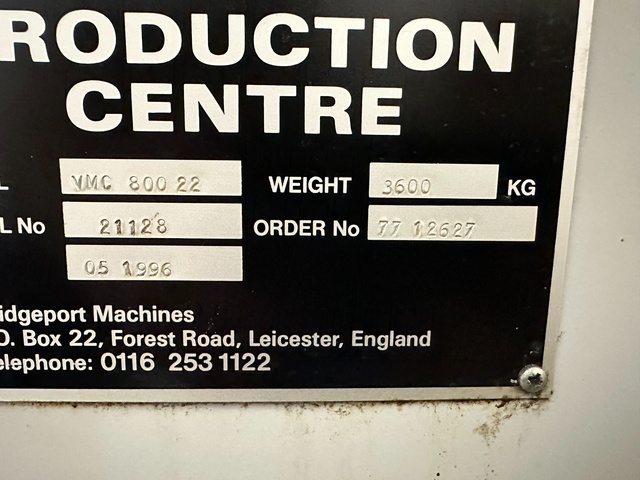 RODUCTION
CENTRE
L VMC 800 22 WEIGHT 3600 KG
L No 21128 ORDER No 77 12627
05 1996
idgeport Machines
O. Box 22, Forest Road, Leicester, England
elephone: 0116 253 1122